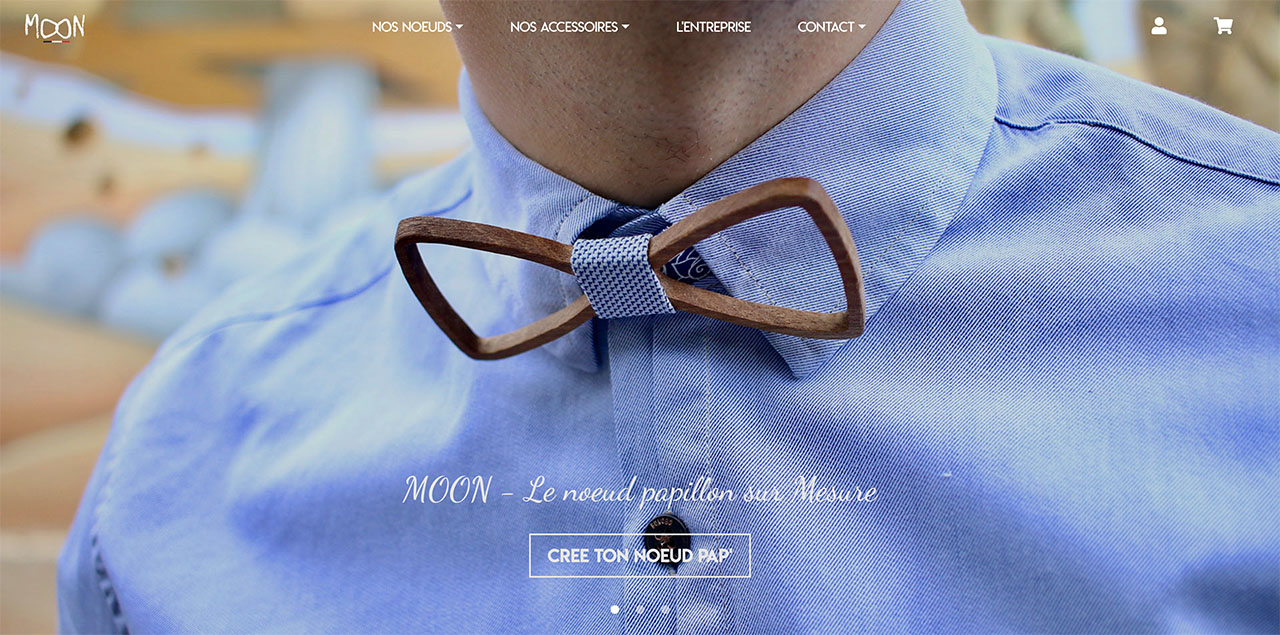 MOON
NOS NOEUDS
NOS ACCESSOIRES
L'ENTREPRISE
CONTACT
MOON - Le noeud papillon sur Mesure
CREE TON NOEUD PAP'